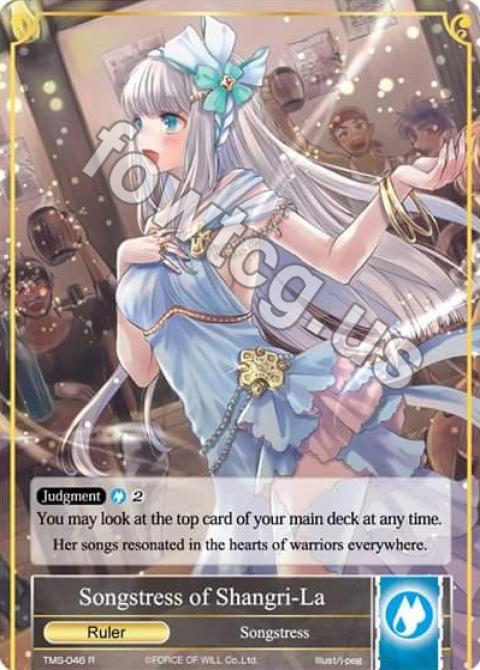 fowtcg.us
Judgment 2
You may look at the top card of your main deck at any time.
Her songs resonated in the hearts of warriors everywhere.
Songstress of Shangri-La
Ruler Songstress
TMS-046 R ©FORCE OF WILL Co.,Ltd. Illust/j-peg